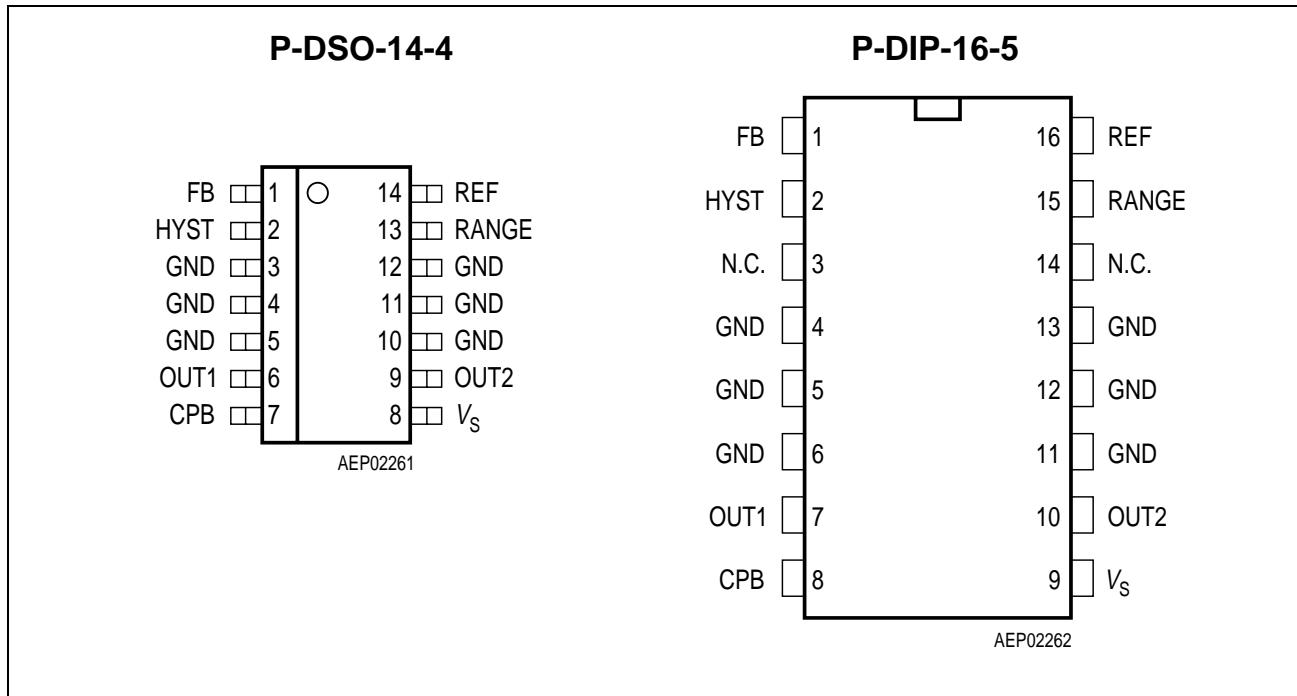 P-DSO-14-4
FB 1 14 REF
HYST 2 13 RANGE
GND 3 12 GND
GND 4 11 GND
GND 5 10 GND
OUT1 6 9 OUT2
CPB 7 8 VS
AEP02261
P-DIP-16-5
FB 1 16 REF
HYST 2 15 RANGE
N.C. 3 14 N.C.
GND 4 13 GND
GND 5 12 GND
GND 6 11 GND
OUT1 7 10 OUT2
CPB 8 9 VS
AEP02262